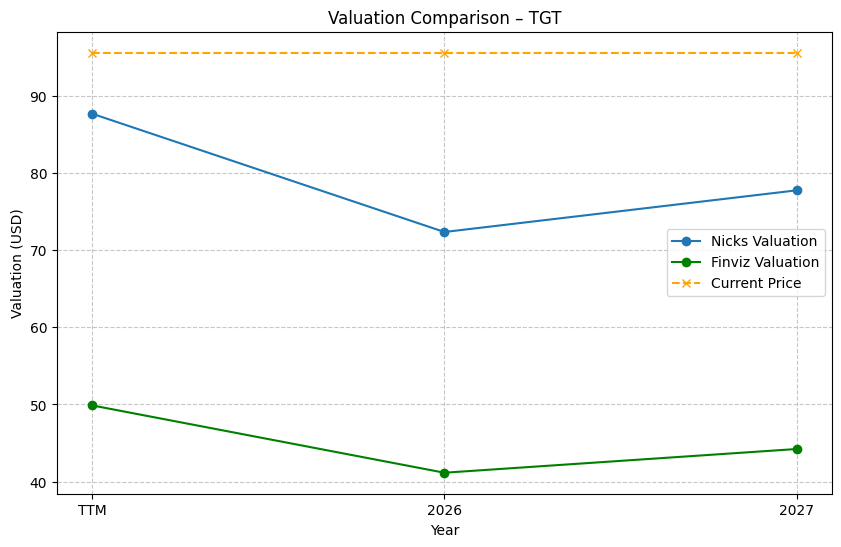 Valuation Comparison – TGT
Valuation (USD)
90
80
70
60
50
40
Nicks Valuation
Finviz Valuation
Current Price
TTM
2026
2027
Year